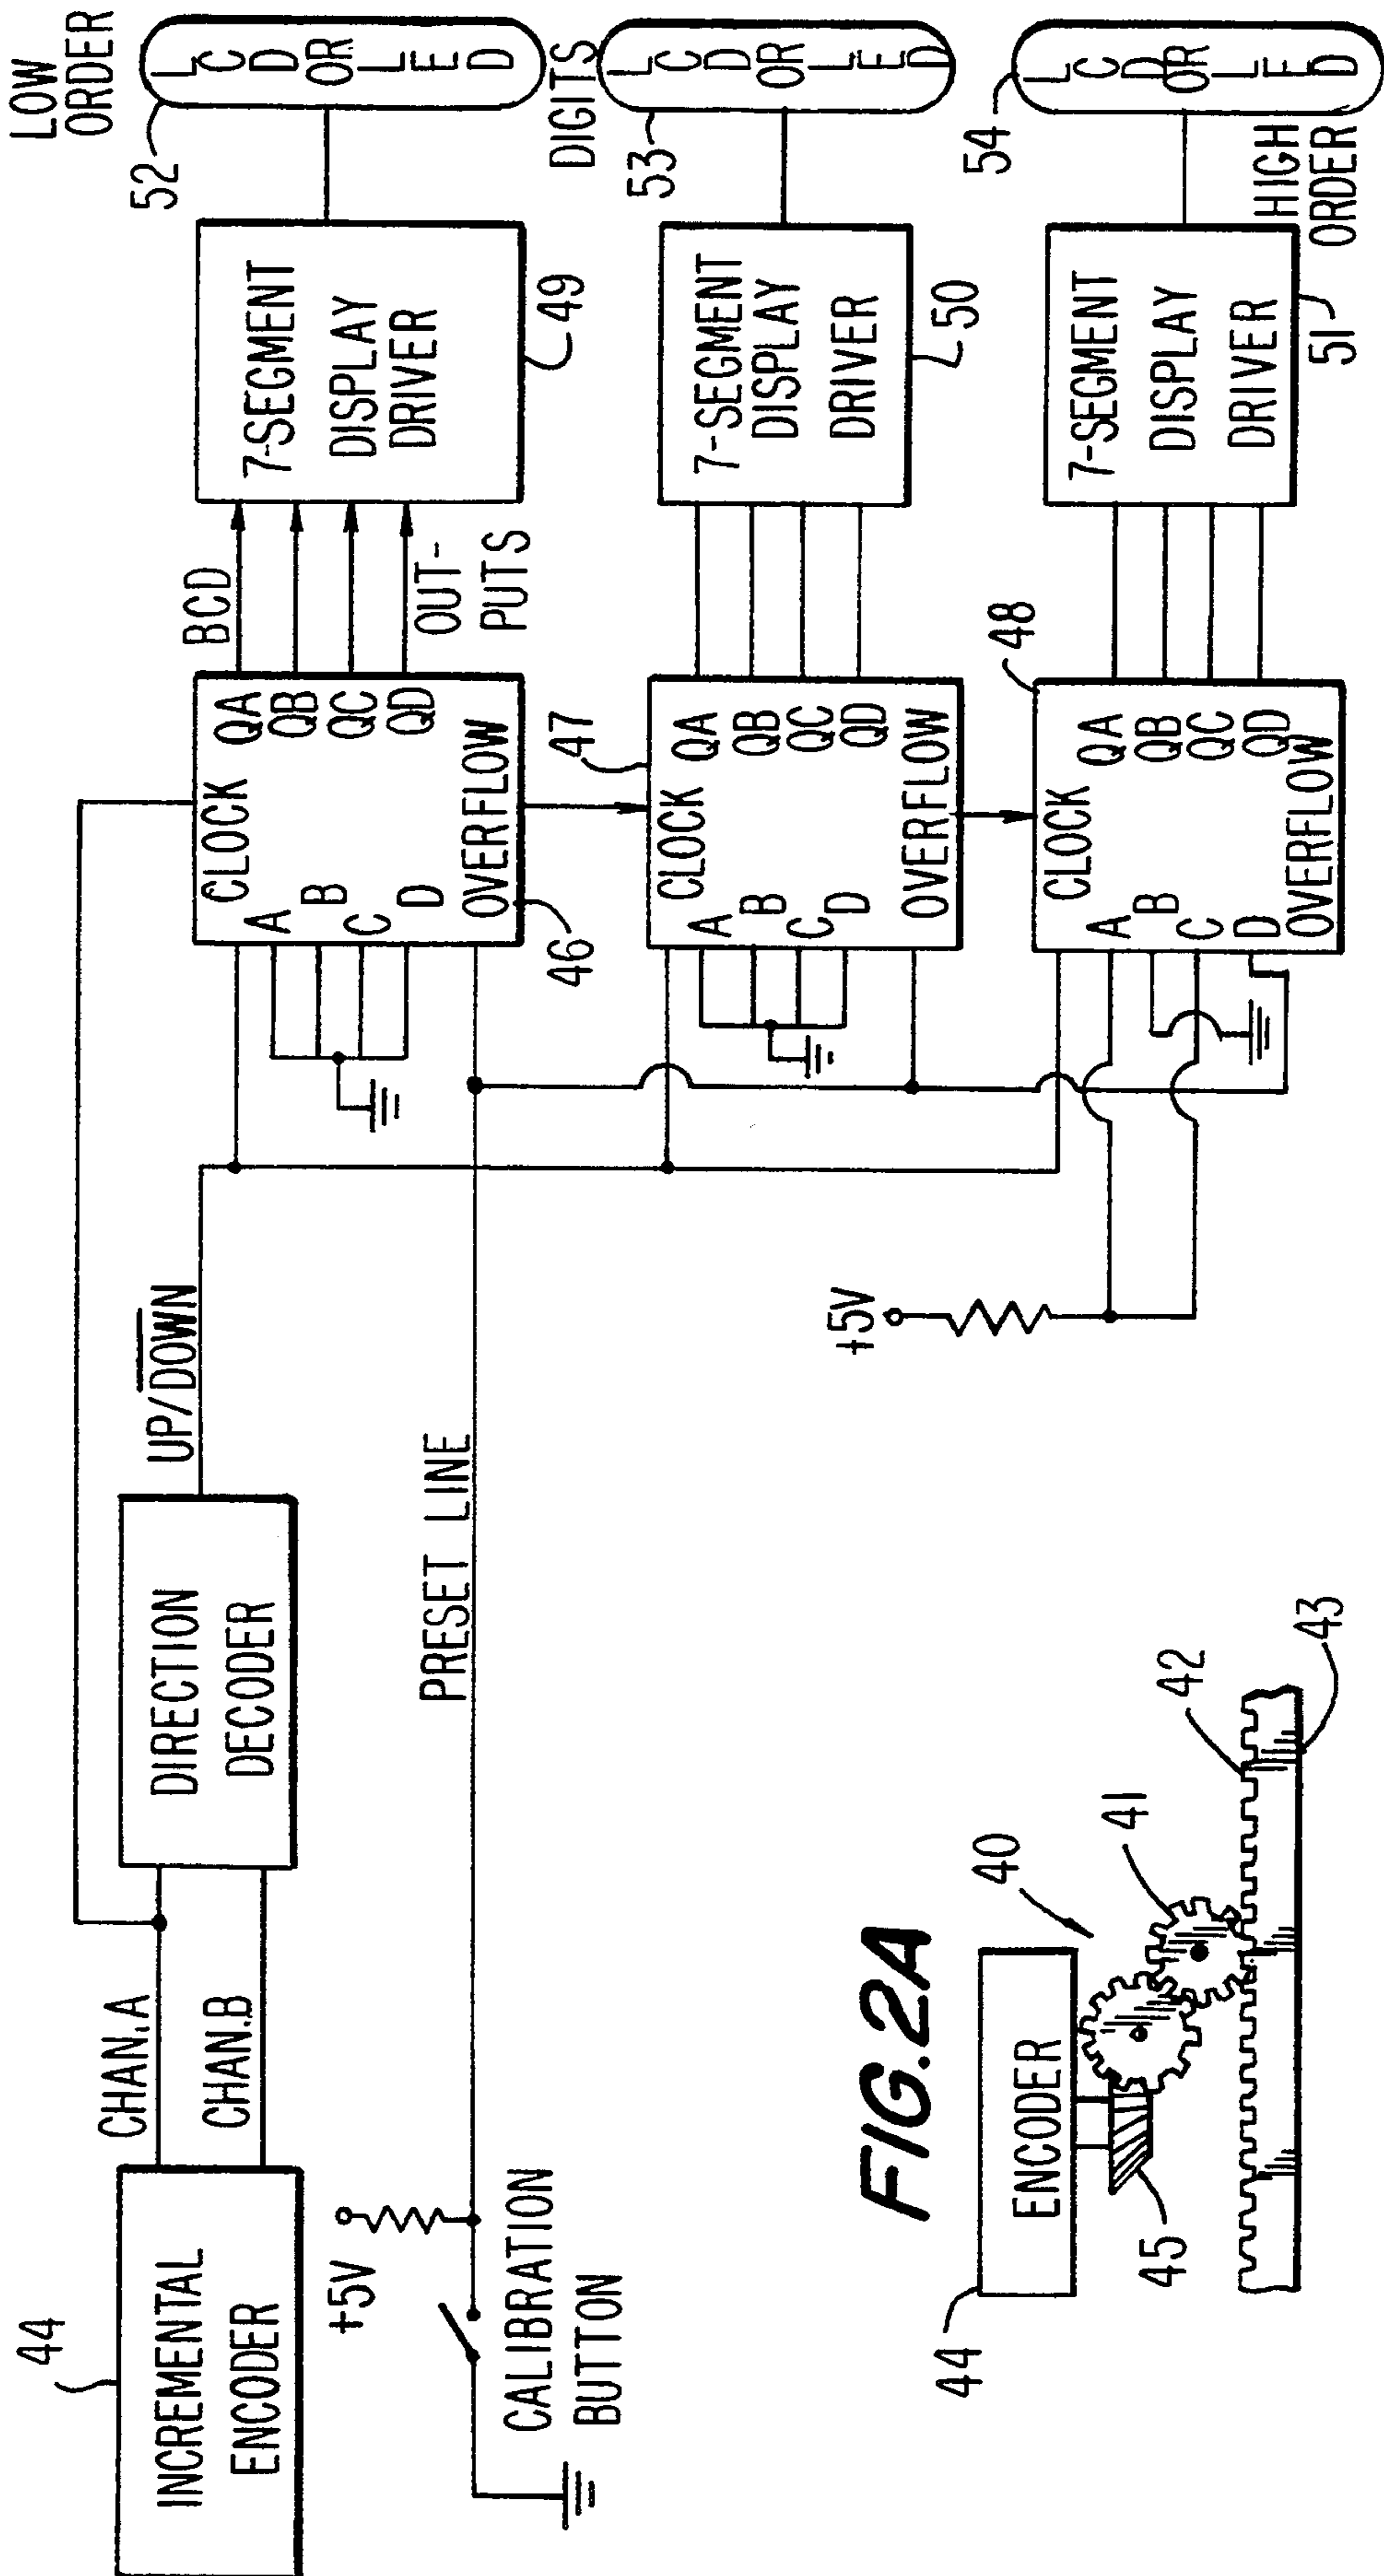 44
INCREMENTAL
ENCODER
CHAN.A
CHAN.B
DIRECTION
DECODER
UP/DOWN
+5V
CALIBRATION
BUTTON
PRESET LINE
CLOCK
A
B
C
D
QA
QB
QC
QD
OVERFLOW
46
BCD
OUT-
PUTS
7-SEGMENT
DISPLAY
DRIVER
49
LOW
ORDER
52
LCD OR LED
47
CLOCK
A
B
C
D
QA
QB
QC
QD
OVERFLOW
7-SEGMENT
DISPLAY
DRIVER
50
DIGITS
53
LCD OR LED
+5V
48
CLOCK
A
B
C
D
QA
QB
QC
QD
OVERFLOW
7-SEGMENT
DISPLAY
DRIVER
51
54
HIGH
ORDER
LCD OR LED
FIG.2A
44
ENCODER
40
41
42
43
45